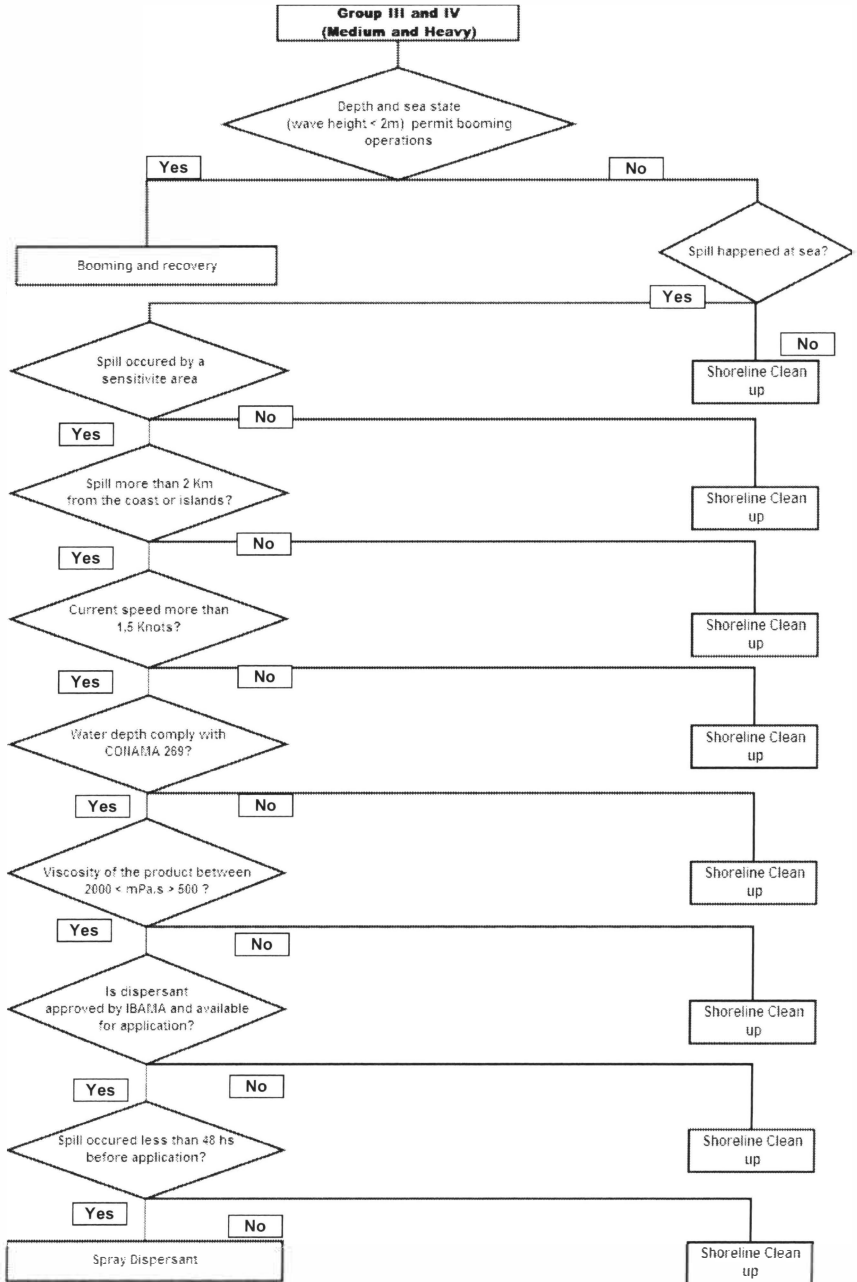 Group III and IV
(Medium and Heavy)
Depth and sea state
(wave height < 2m) permit booming
operations
Yes
No
Booming and recovery
Spill happened at sea?
Yes
No
Spill occured by a
sensitivite area
Shoreline Clean
up
No
Yes
Spill more than 2 Km
from the coast or islands?
Shoreline Clean
up
No
Yes
Current speed more than
1.5 Knots?
Shoreline Clean
up
No
Yes
Water depth comply with
CONAMA 269?
Shoreline Clean
up
Yes
No
Viscosity of the product between
2000 < mPa.s > 500 ?
Shoreline Clean
up
Yes
No
Is dispersant
approved by IBAMA and available
for application?
Shoreline Clean
up
Yes
No
Spill occured less than 48 hs
before application?
Shoreline Clean
up
Yes
No
Spray Dispersant
Shoreline Clean
up